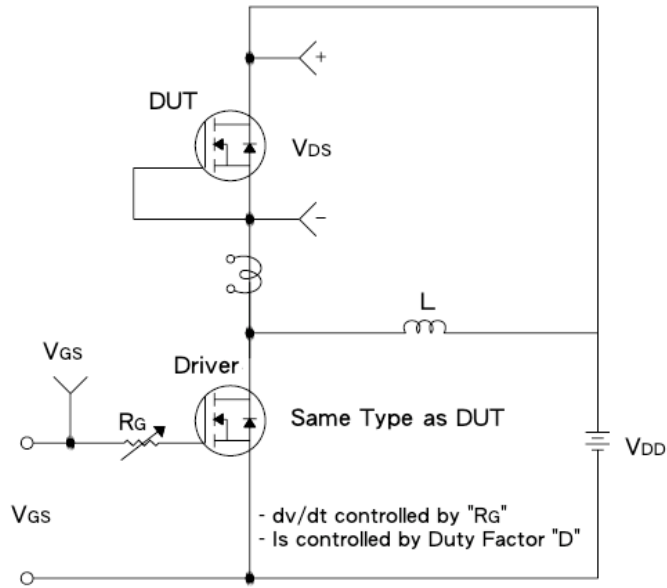 +
DUT
VDS
−
L
VGS
Driver
RG
Same Type as DUT
VDD
VGS
- dv/dt controlled by "RG"
- Is controlled by Duty Factor "D"